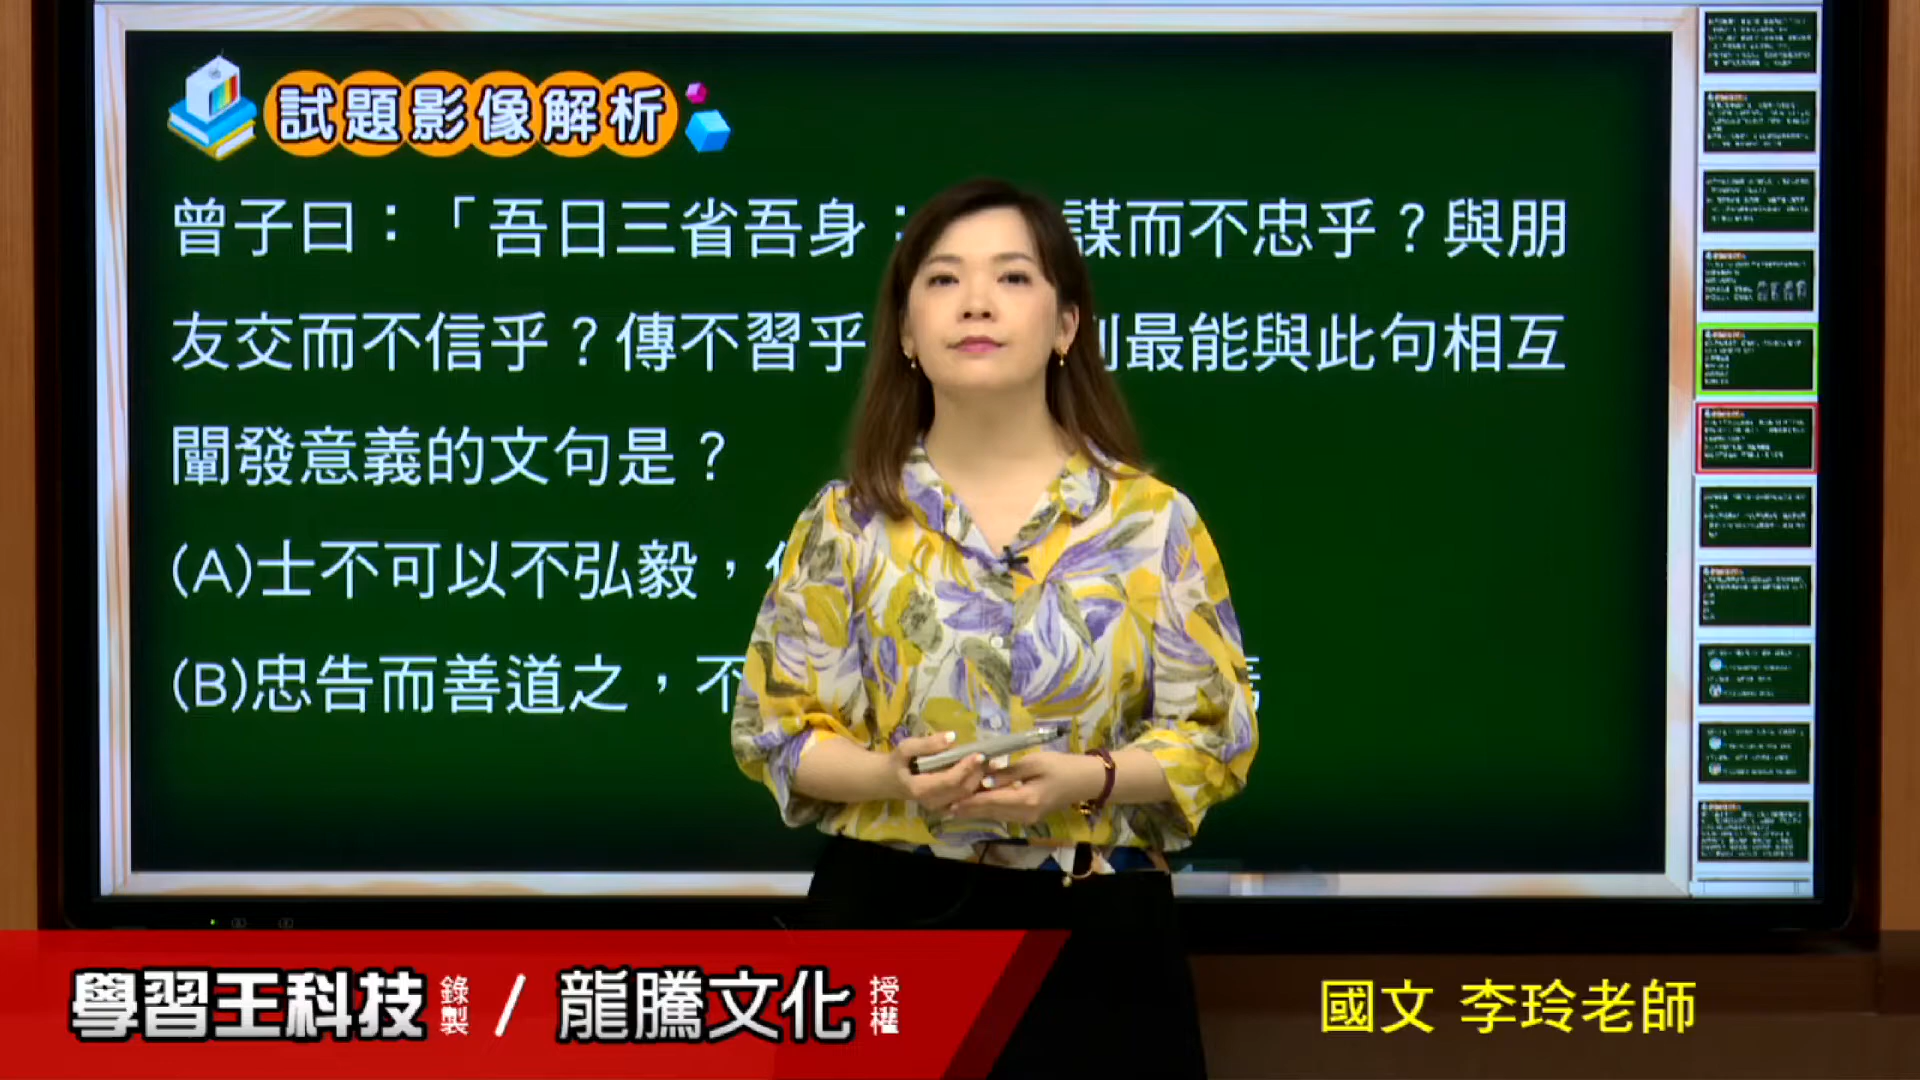 試題影像解析
曾子曰：「吾日三省吾身：謀而不忠乎？與朋
友交而不信乎？傳不習乎列最能與此句相互
闡發意義的文句是？
(A)士不可以不弘毅，
(B)忠告而善道之，不
學習王科技 錄製 / 龍騰文化 授權
國文 李玲老師